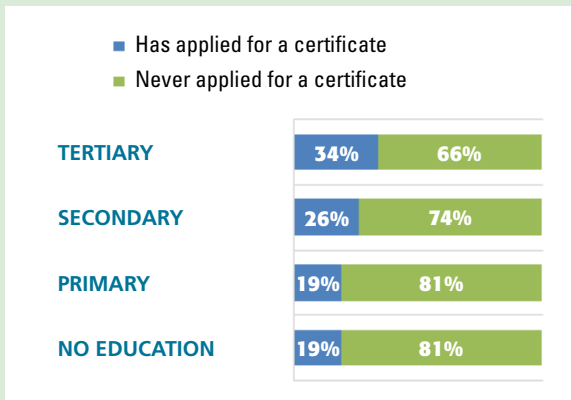 Has applied for a certificate
Never applied for a certificate
TERTIARY 34% 66%
SECONDARY 26% 74%
PRIMARY 19% 81%
NO EDUCATION 19% 81%